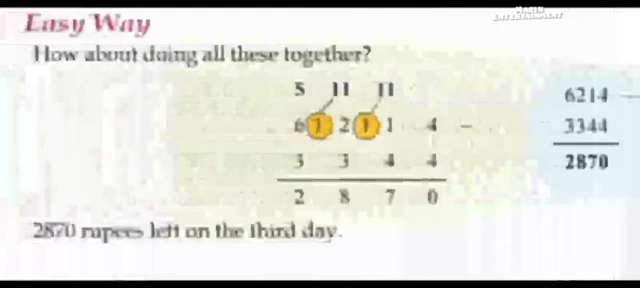 Easy Way
How about doing all these together?
5 11 11
6 1 2 1 1 4 –
3 3 4 4
2 8 7 0
6214 –
3344
2870
2870 rupees left on the third day.